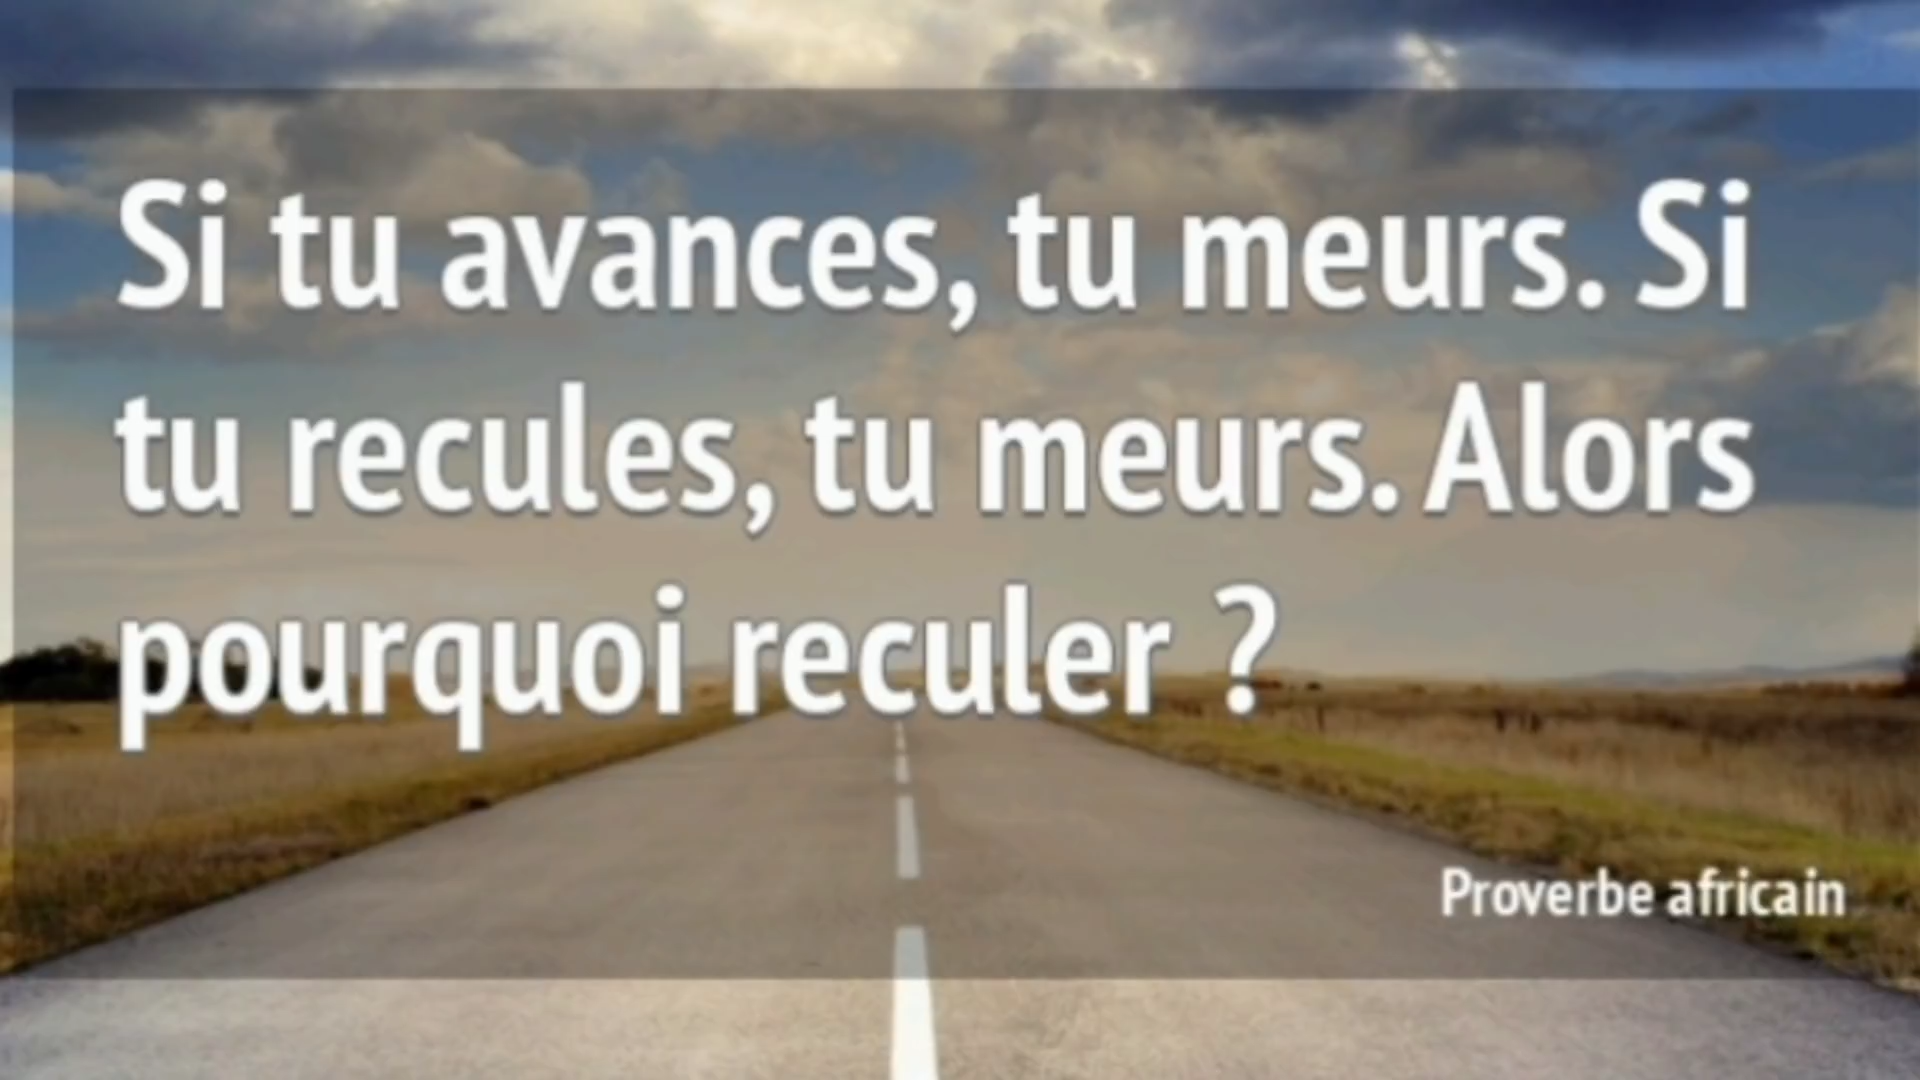 Si tu avances, tu meurs. Si
tu recules, tu meurs. Alors
pourquoi reculer ?
Proverbe africain